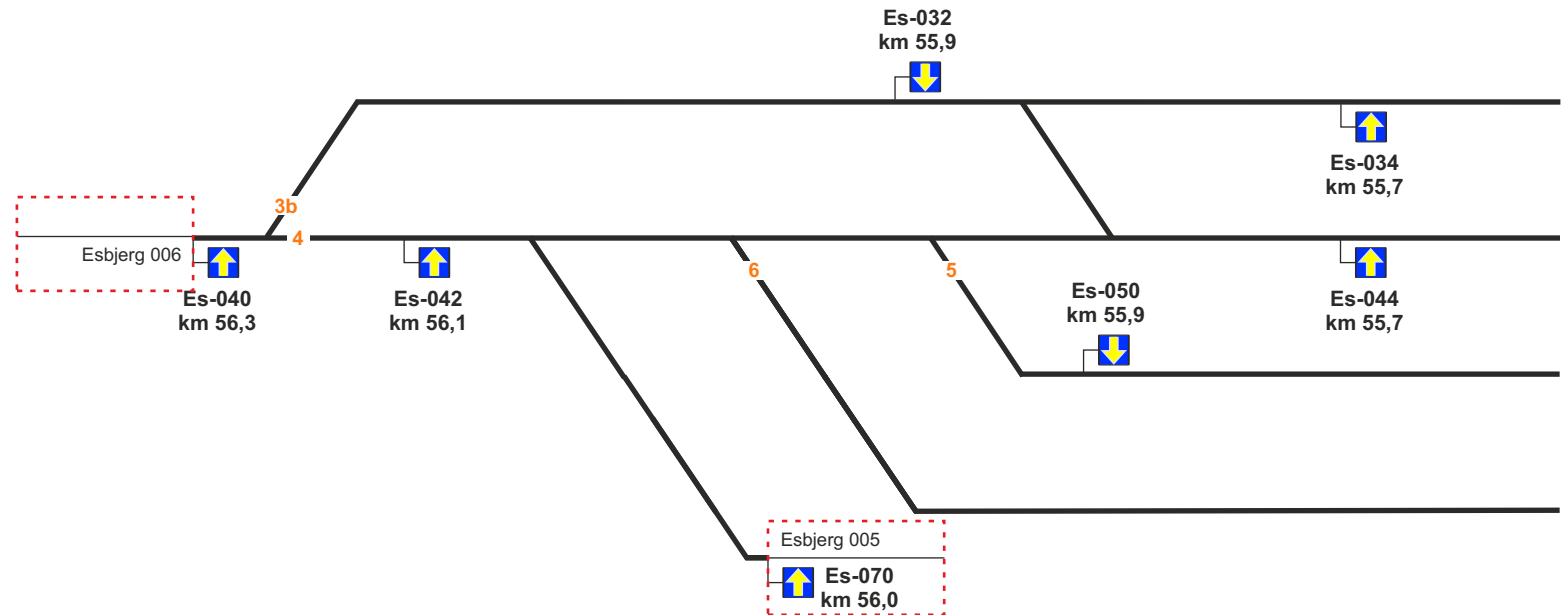 Es-032
km 55,9
Es-034
km 55,7
3b
4
Esbjerg 006
Es-040
km 56,3
Es-042
km 56,1
6
5
Es-050
km 55,9
Es-044
km 55,7
Esbjerg 005
Es-070
km 56,0